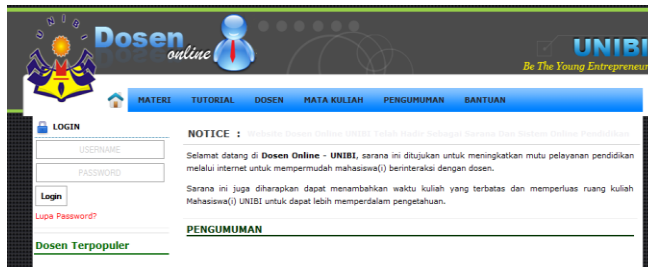 UNIBI
Dosen
online
UNIBI
Be The Young Entrepreneur
MATERI TUTORIAL DOSEN MATA KULIAH PENGUMUMAN BANTUAN
LOGIN
USERNAME
PASSWORD
Login
Lupa Password?
Dosen Terpopuler
NOTICE : Website Dosen Online UNIBI Telah Hadir Sebagai Sarana Dan Sistem Online Pendidikan
Selamat datang di Dosen Online - UNIBI, sarana ini ditujukan untuk meningkatkan mutu pelayanan pendidikan
melalui internet untuk mempermudah mahasiswa(i) berinteraksi dengan dosen.
Sarana ini juga diharapkan dapat menambahkan waktu kuliah yang terbatas dan memperluas ruang kuliah
Mahasiswa(i) UNIBI untuk dapat lebih memperdalam pengetahuan.
PENGUMUMAN